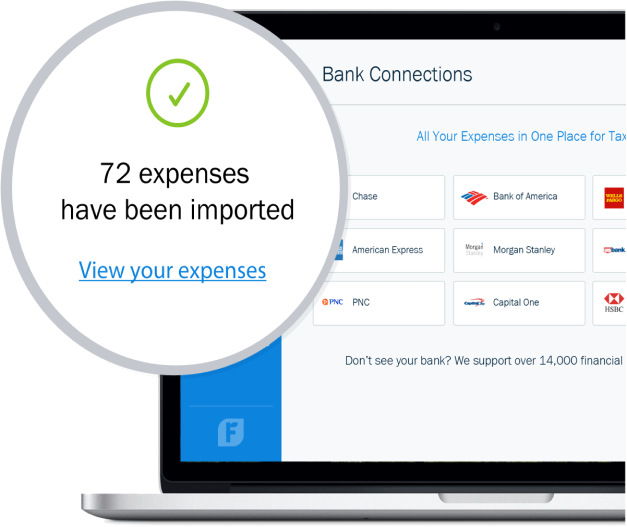 72 expenses
have been imported
View your expenses
Bank Connections
All Your Expenses in One Place for Tax
Chase
Bank of America
WELLS
FARGO
American Express
Morgan
Stanley
Morgan Stanley
usbank
PNC
PNC
Capital One
Capital One
HSBC
Don't see your bank? We support over 14,000 financial
F